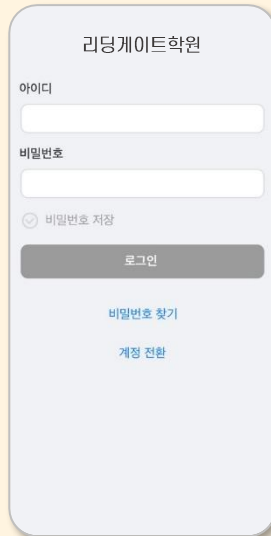 리딩게이트학원
아이디
비밀번호
비밀번호 저장
로그인
비밀번호 찾기
계정 전환